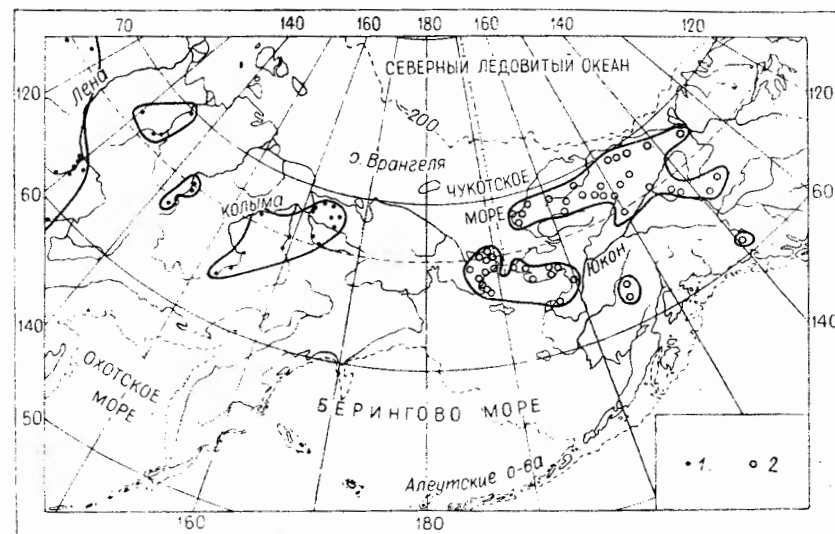 70 140 160 180 160 140 120
120
СЕВЕРНЫЙ ЛЕДОВИТЫЙ ОКЕАН
Лена
200
120
о. Врангеля
ЧУКОТСКОЕ
МОРЕ
60
Колыма
60
Юкон
140
140
ОХОТСКОЕ
МОРЕ
БЕРИНГОВО МОРЕ
50
1. 2
Алеутские о-ва
160 180